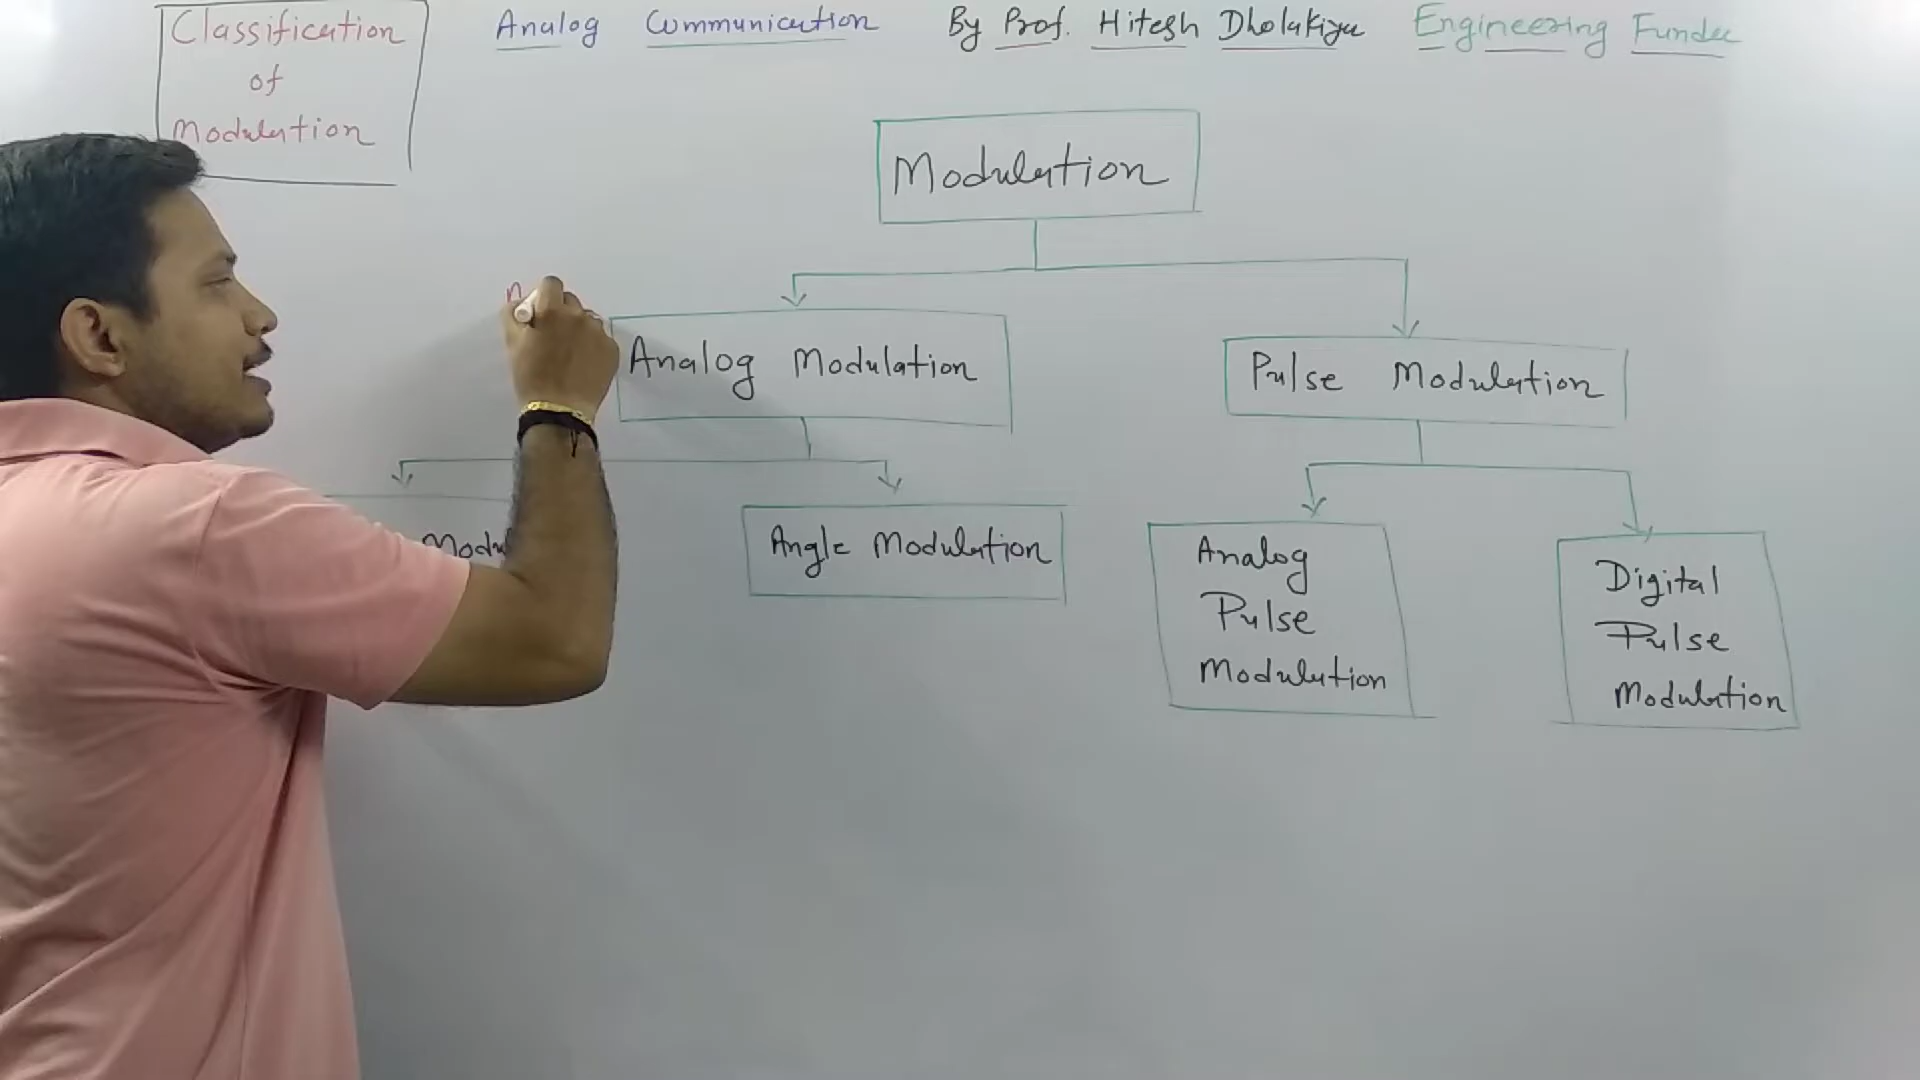 Classification
of
Modulation
Analog Communication By Prof. Hitesh Dholakiya Engineering Funda
Modulation
Analog Modulation
Pulse Modulation
Angle Modulation
Analog
Pulse
Modulation
Digital
Pulse
Modulation